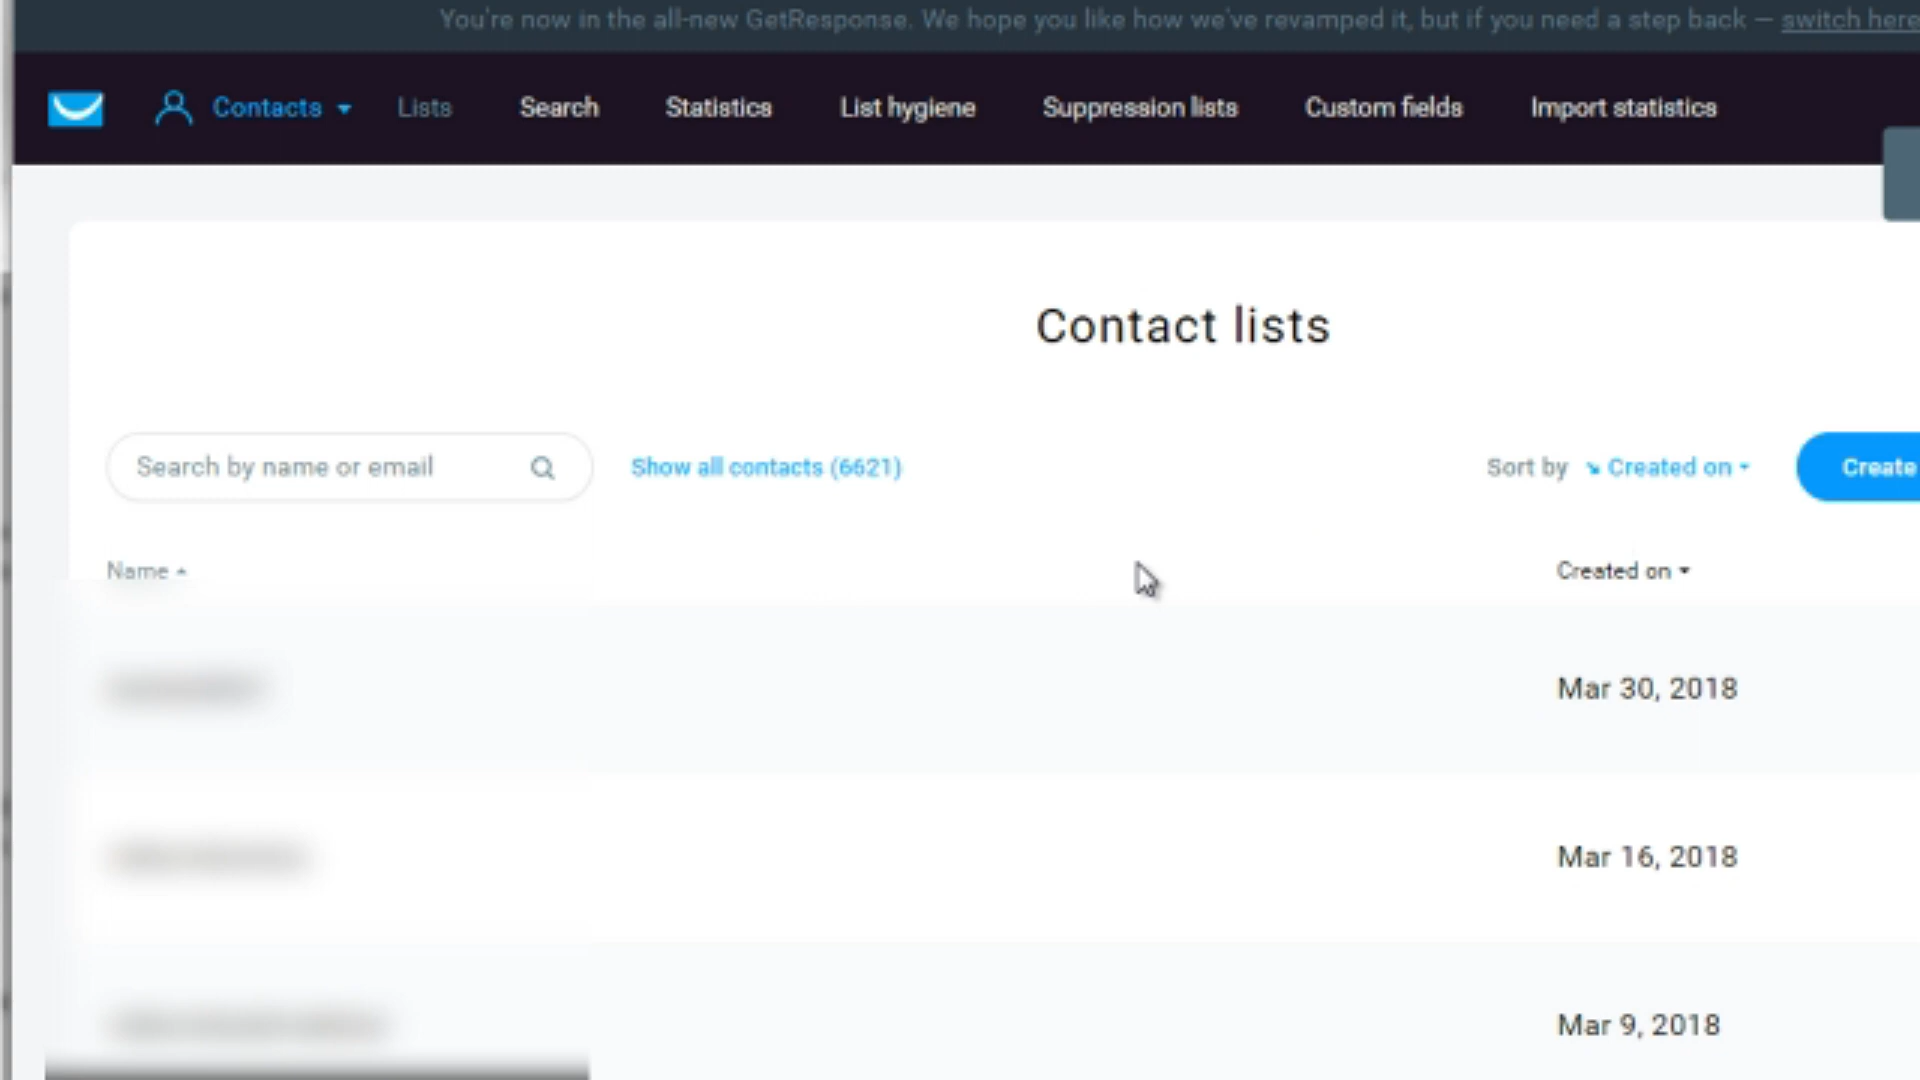 You're now in the all-new GetResponse. We hope you like how we've revamped it, but if you need a step back — switch here
Contacts Lists Search Statistics List hygiene Suppression lists Custom fields Import statistics
Contact lists
Search by name or email Show all contacts (6621) Sort by Created on Create
Name Created on
Mar 30, 2018
Mar 16, 2018
Mar 9, 2018